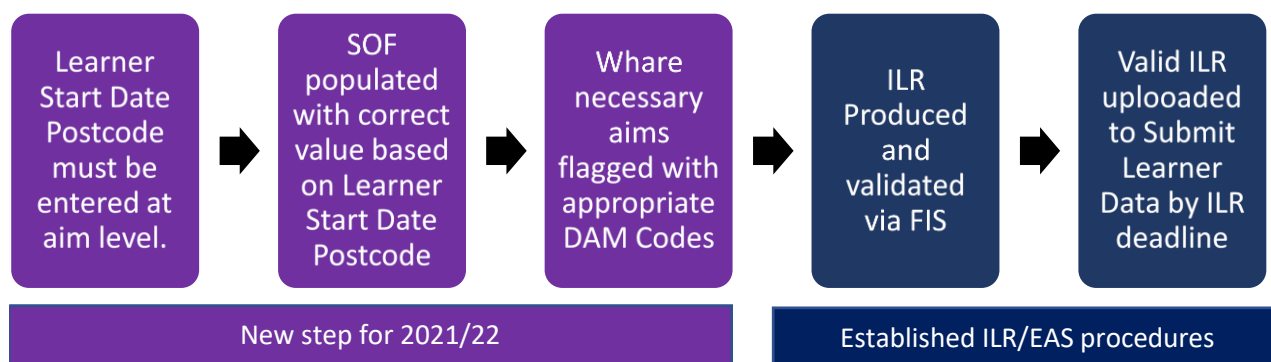 Learner
Start Date
Postcode
must be
entered at
aim level.
SOF
populated
with correct
value based
on Learner
Start Date
Postcode
Whare
necessary
aims
flagged with
appropriate
DAM Codes
ILR
Produced
and
validated
via FIS
Valid ILR
uplooaded
to Submit
Learner
Data by ILR
deadline
New step for 2021/22
Established ILR/EAS procedures